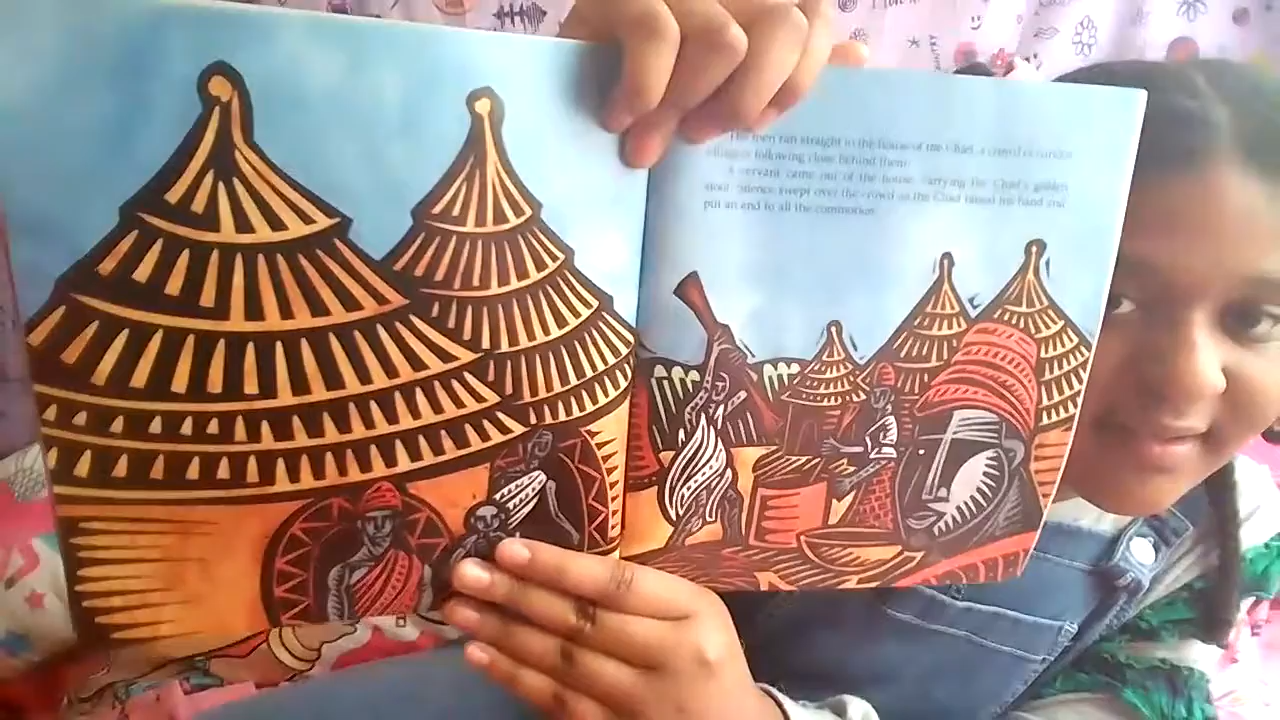 The men ran straight to the house of the Chief, a crowd of curious
villagers following close behind them.
A servant came out of the house, carrying the Chief's golden
stool. Silence swept over the crowd as the Chief raised his hand and
put an end to all the commotion.